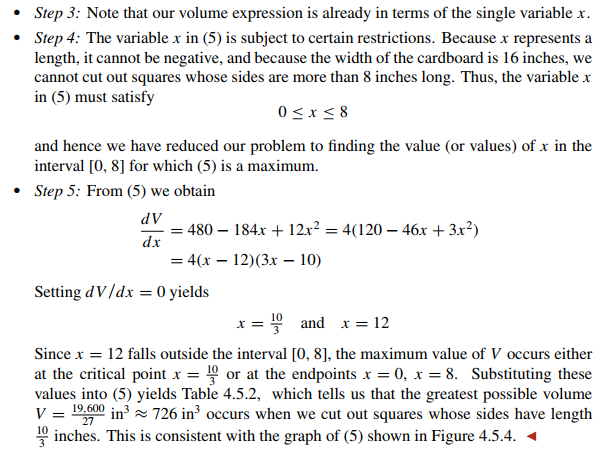 • Step 3: Note that our volume expression is already in terms of the single variable x.
• Step 4: The variable x in (5) is subject to certain restrictions. Because x represents a
length, it cannot be negative, and because the width of the cardboard is 16 inches, we
cannot cut out squares whose sides are more than 8 inches long. Thus, the variable x
in (5) must satisfy
0 ≤ x ≤ 8
and hence we have reduced our problem to finding the value (or values) of x in the
interval [0, 8] for which (5) is a maximum.
• Step 5: From (5) we obtain
dV/dx = 480 − 184x + 12x² = 4(120 − 46x + 3x²)
= 4(x − 12)(3x − 10)
Setting dV/dx = 0 yields
x = 10/3 and x = 12
Since x = 12 falls outside the interval [0, 8], the maximum value of V occurs either
at the critical point x = 10/3 or at the endpoints x = 0, x = 8. Substituting these
values into (5) yields Table 4.5.2, which tells us that the greatest possible volume
V = 19,600/27 in³ ≈ 726 in³ occurs when we cut out squares whose sides have length
10/3 inches. This is consistent with the graph of (5) shown in Figure 4.5.4. ◄